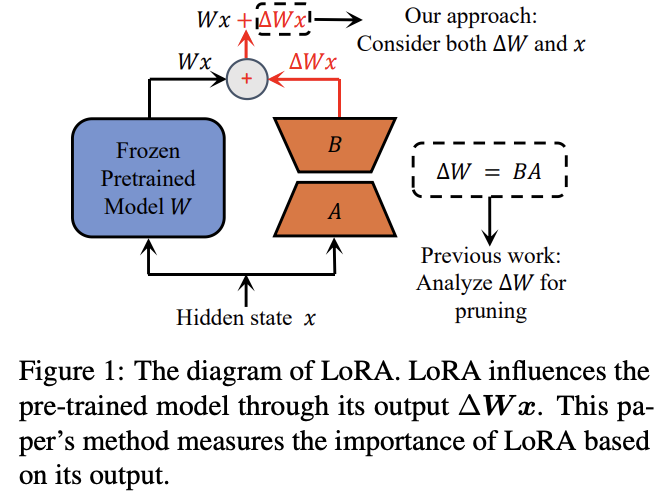 Wx + ΔWx
Our approach:
Consider both ΔW and x
Wx
+
ΔWx
Frozen
Pretrained
Model W
B
A
ΔW = BA
Previous work:
Analyze ΔW for
pruning
Hidden state x
Figure 1: The diagram of LoRA. LoRA influences the
pre-trained model through its output ΔWx. This pa-
per's method measures the importance of LoRA based
on its output.